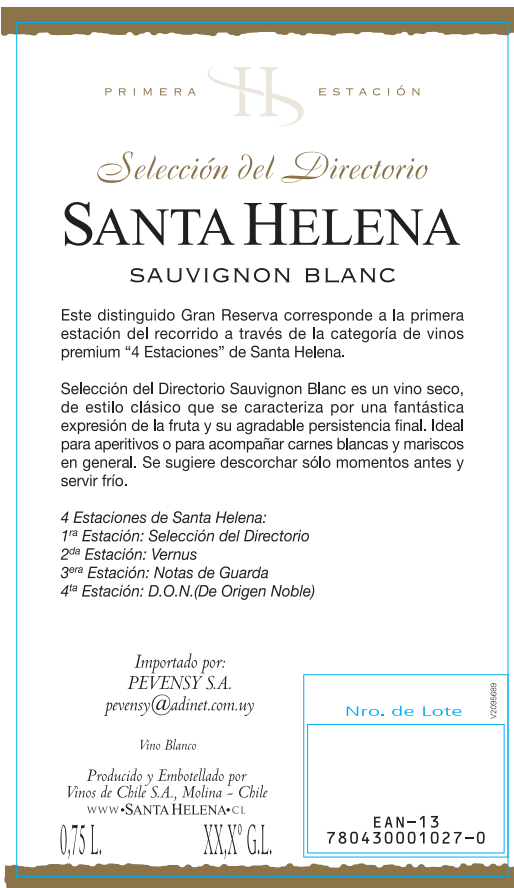 PRIMERA ESTACIÓN
Selección del Directorio
SANTA HELENA
SAUVIGNON BLANC
Este distinguido Gran Reserva corresponde a la primera
estación del recorrido a través de la categoría de vinos
premium “4 Estaciones” de Santa Helena.
Selección del Directorio Sauvignon Blanc es un vino seco,
de estilo clásico que se caracteriza por una fantástica
expresión de la fruta y su agradable persistencia final. Ideal
para aperitivos o para acompañar carnes blancas y mariscos
en general. Se sugiere descorchar sólo momentos antes y
servir frío.
4 Estaciones de Santa Helena:
1ra Estación: Selección del Directorio
2da Estación: Vernus
3era Estación: Notas de Guarda
4ta Estación: D.O.N.(De Origen Noble)
Importado por:
PEVENSY S.A.
pevensy@adinet.com.uy
Vino Blanco
Producido y Embotellado por
Vinos de Chile S.A., Molina - Chile
WWW•SANTA HELENA•CL
0,75 L. XX,Xº G.L.
Nro. de Lote
V2095689
EAN-13
780430001027-0